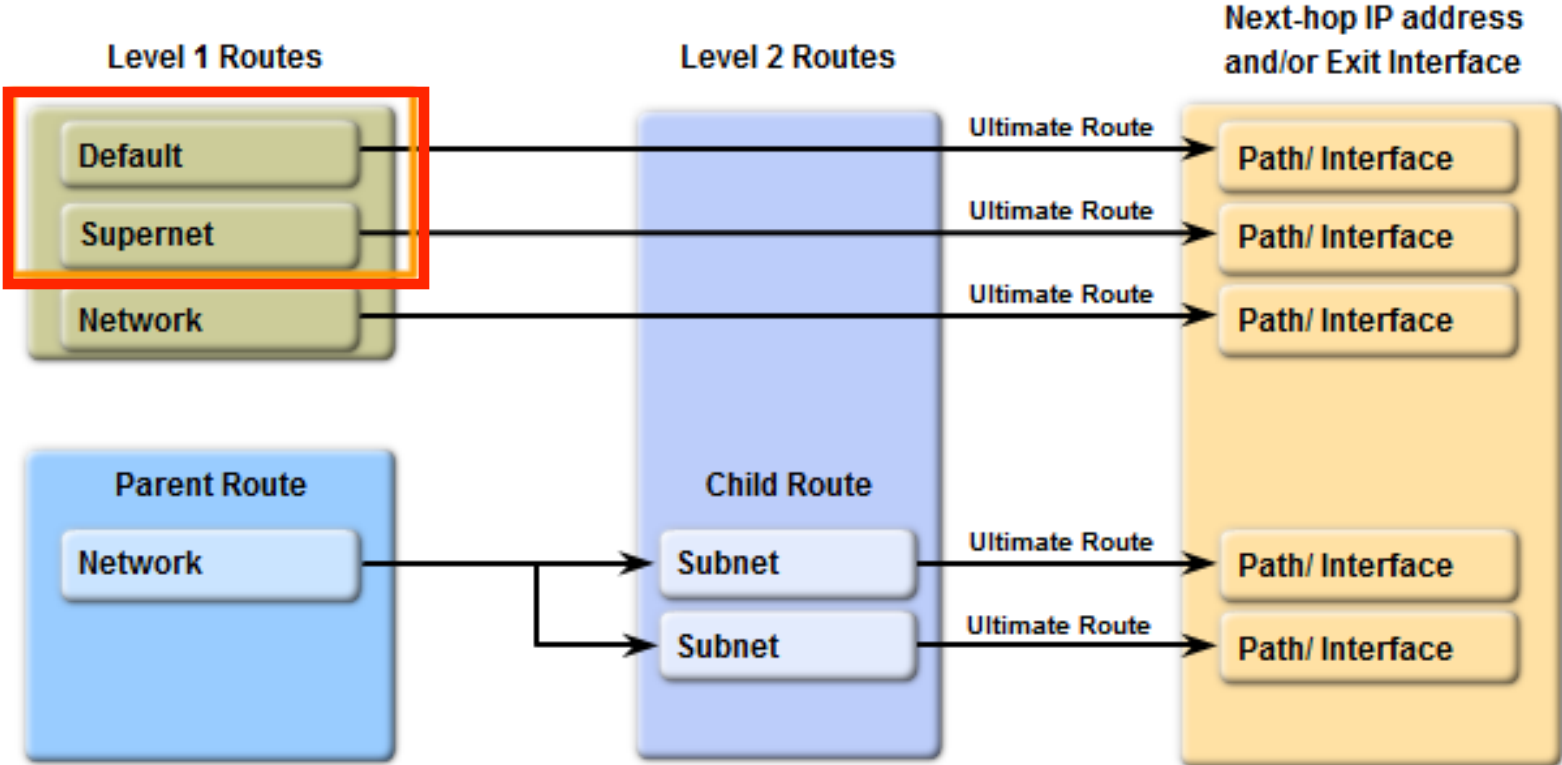 Level 1 Routes
Level 2 Routes
Next-hop IP address
and/or Exit Interface
Default
Ultimate Route
Path/ Interface
Supernet
Ultimate Route
Path/ Interface
Network
Ultimate Route
Path/ Interface
Parent Route
Child Route
Network
Subnet
Ultimate Route
Path/ Interface
Subnet
Ultimate Route
Path/ Interface